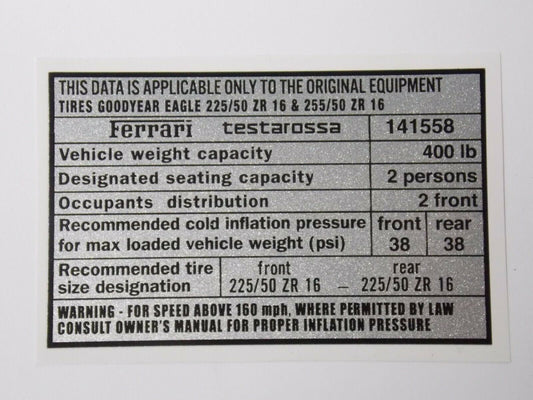 THIS DATA IS APPLICABLE ONLY TO THE ORIGINAL EQUIPMENT
TIRES GOODYEAR EAGLE 225/50 ZR 16 & 255/50 ZR 16
Ferrari testarossa 141558
Vehicle weight capacity 400 lb
Designated seating capacity 2 persons
Occupants distribution 2 front
Recommended cold inflation pressure front rear
for max loaded vehicle weight (psi) 38 38
Recommended tire front rear
size designation 225/50 ZR 16 – 225/50 ZR 16
WARNING - FOR SPEED ABOVE 160 mph, WHERE PERMITTED BY LAW
CONSULT OWNER'S MANUAL FOR PROPER INFLATION PRESSURE